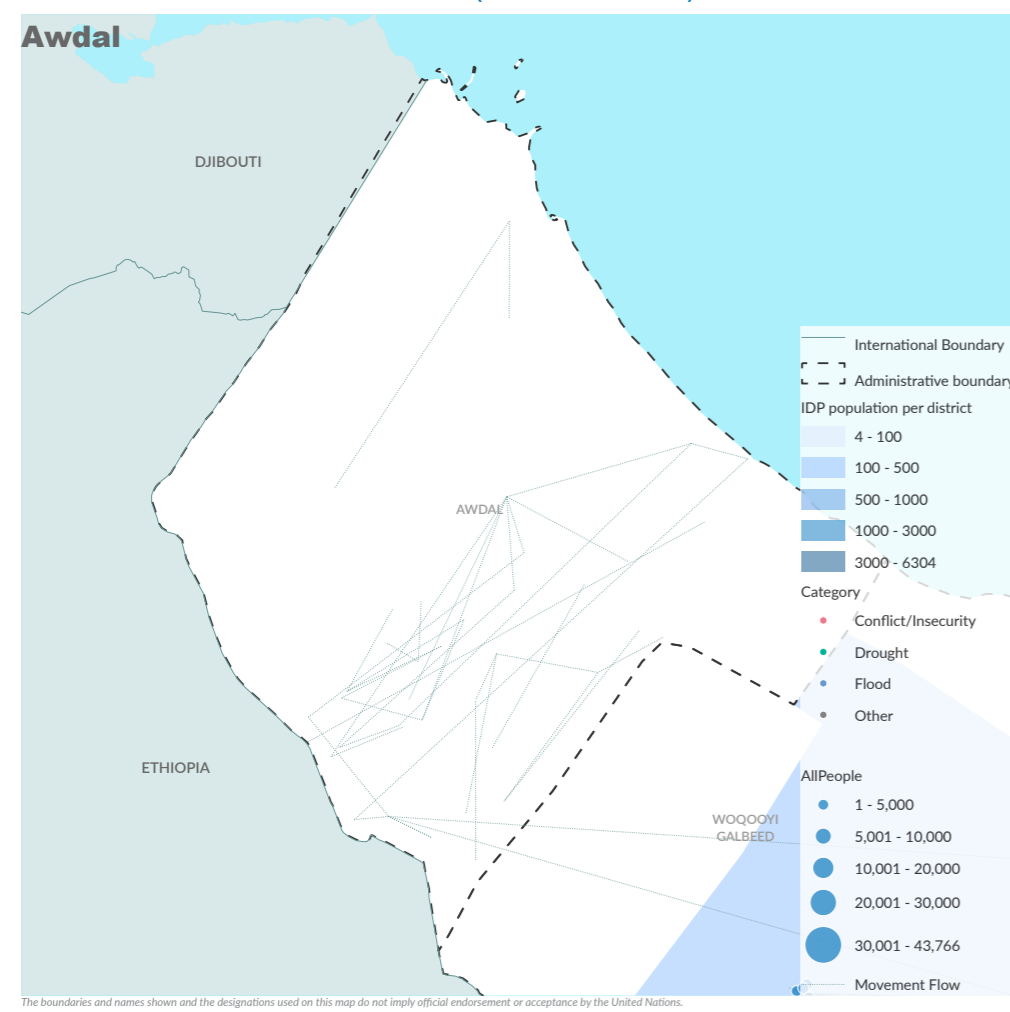 Awdal
DJIBOUTI
AWDAL
ETHIOPIA
WOQOOYI
GALBEED
International Boundary
Administrative boundary
IDP population per district
4 - 100
100 - 500
500 - 1000
1000 - 3000
3000 - 6304
Category
Conflict/Insecurity
Drought
Flood
Other
AllPeople
1 - 5,000
5,001 - 10,000
10,001 - 20,000
20,001 - 30,000
30,001 - 43,766
Movement Flow
The boundaries and names shown and the designations used on this map do not imply official endorsement or acceptance by the United Nations.